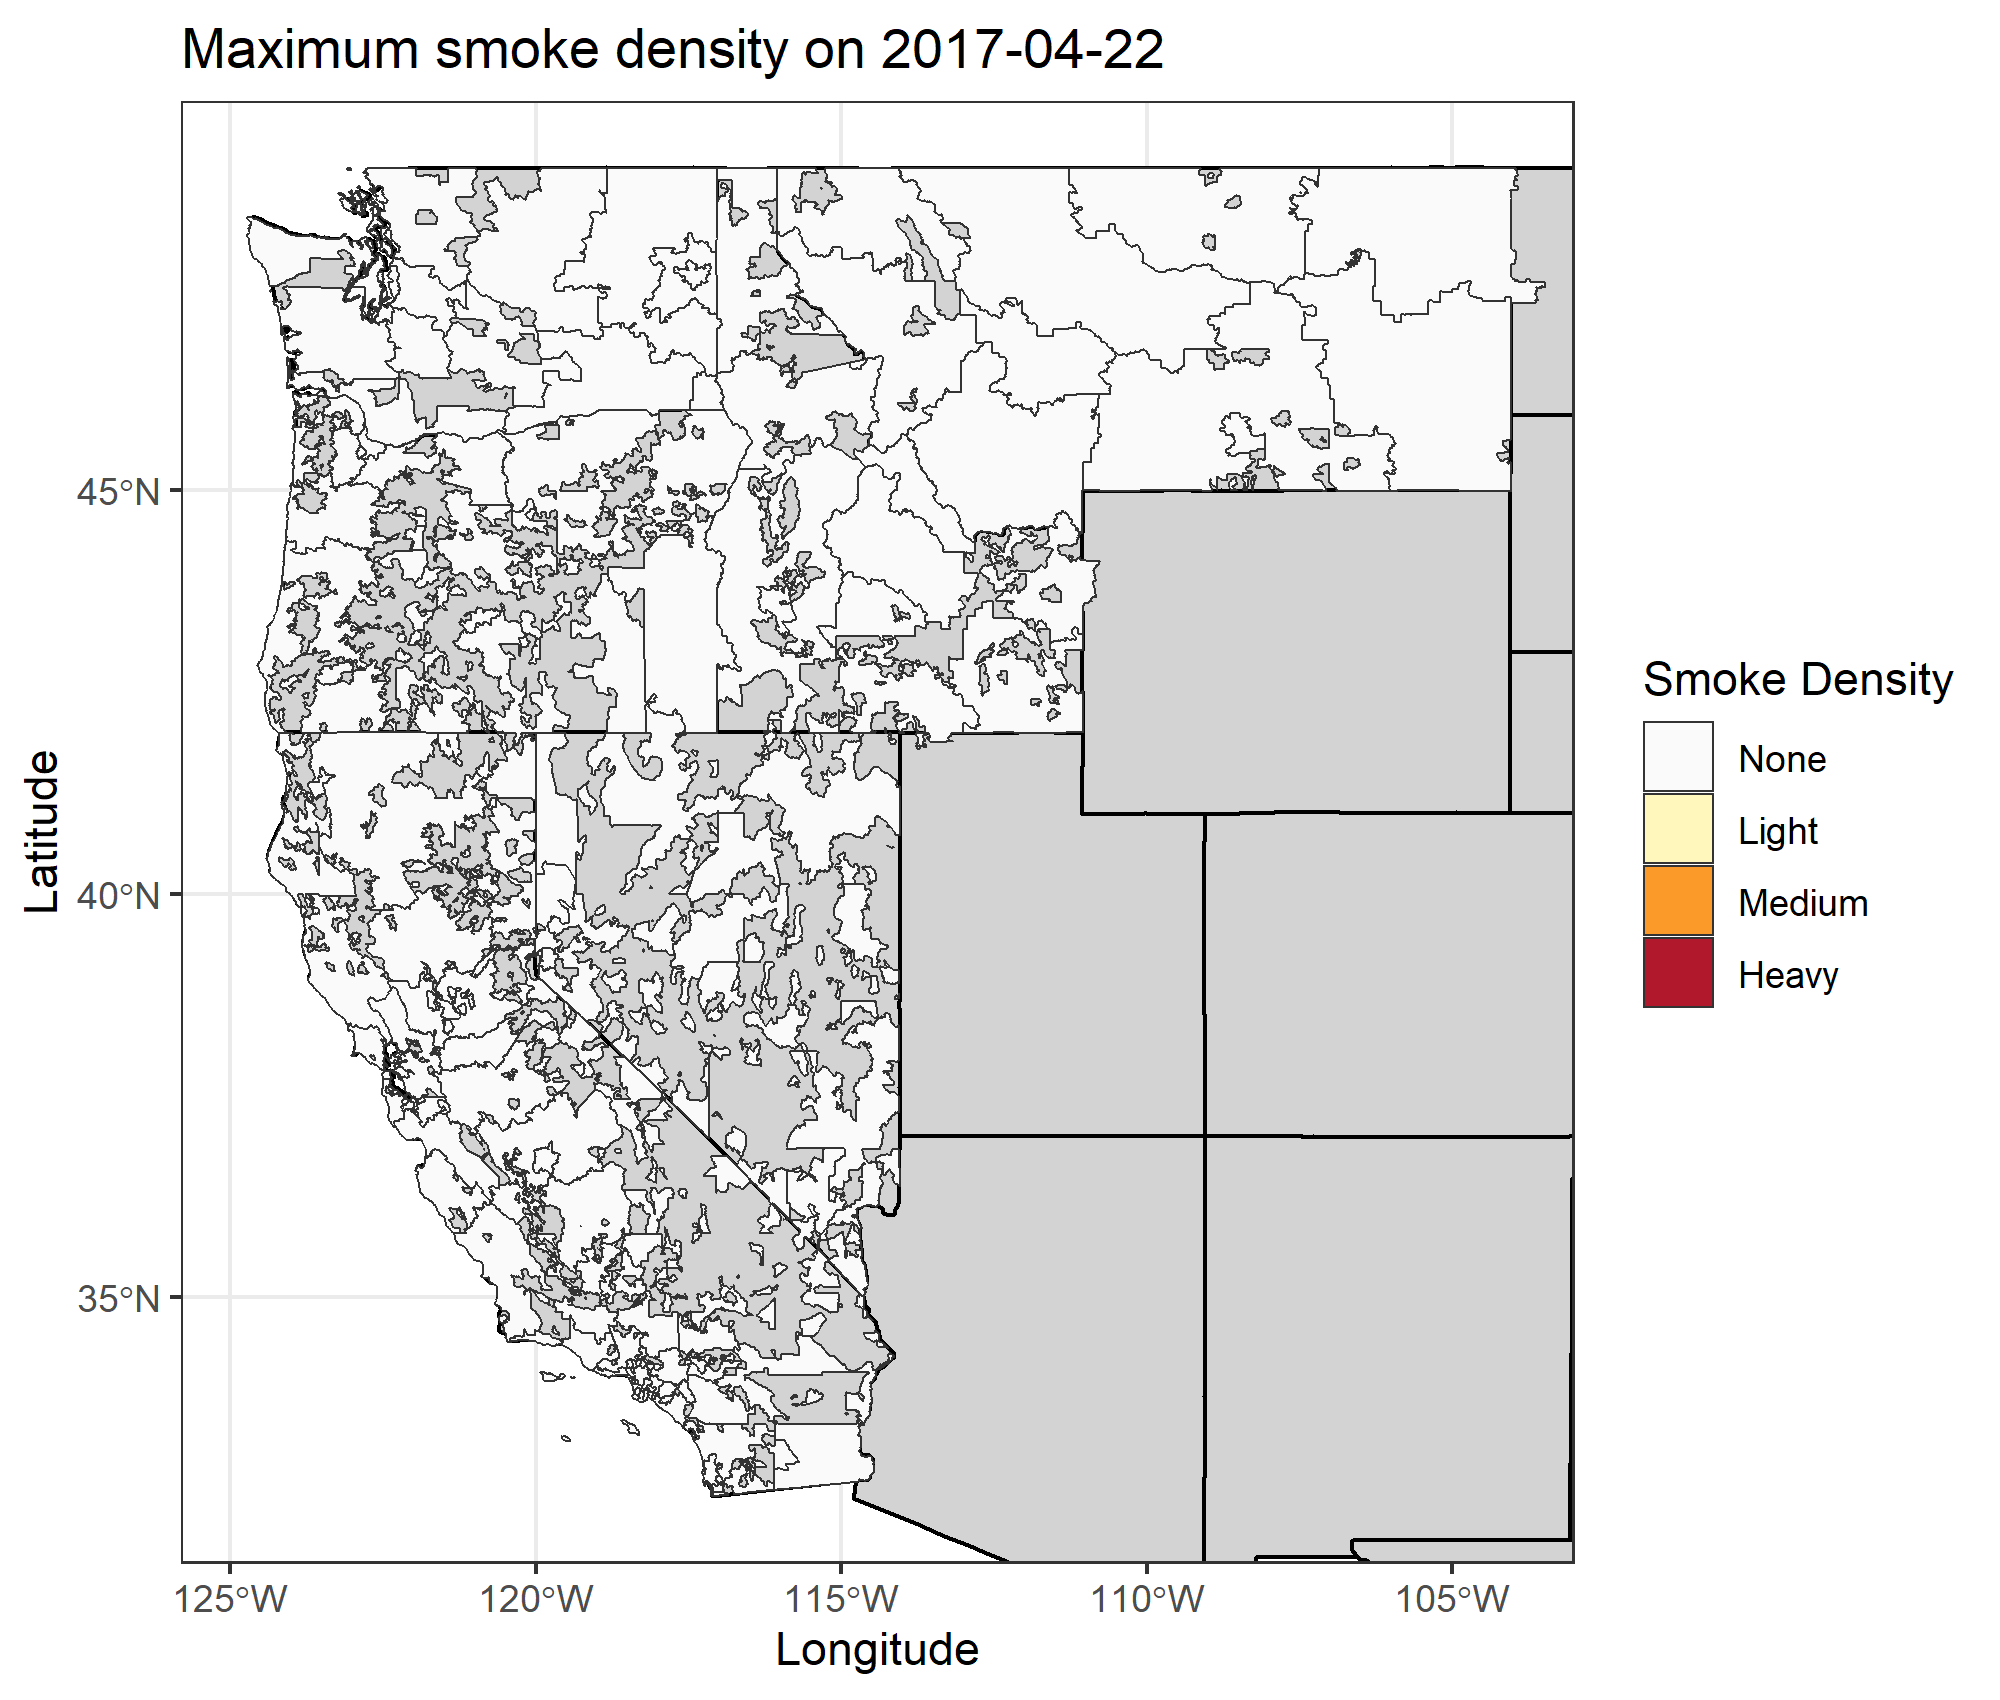 Maximum smoke density on 2017-04-22
45°N
40°N
35°N
125°W
120°W
115°W
110°W
105°W
Longitude
Latitude
Smoke Density
None
Light
Medium
Heavy